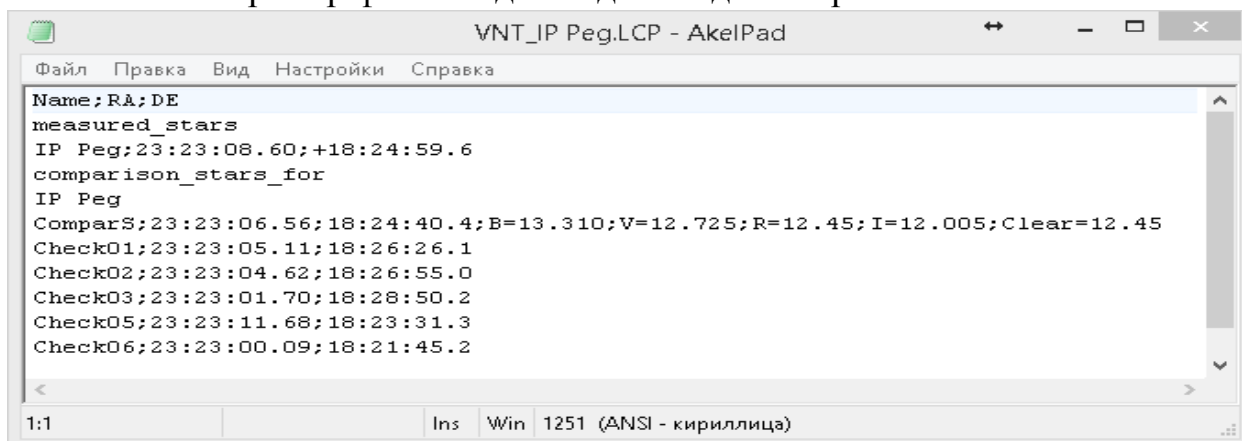 VNT_IP Peg.LCP - AkelPad
Файл Правка Вид Настройки Справка
Name;RA;DE
measured_stars
IP Peg;23:23:08.60;+18:24:59.6
comparison_stars_for
IP Peg
ComparS;23:23:06.56;18:24:40.4;B=13.310;V=12.725;R=12.45;I=12.005;Clear=12.45
Check01;23:23:05.11;18:26:26.1
Check02;23:23:04.62;18:26:55.0
Check03;23:23:01.70;18:28:50.2
Check05;23:23:11.68;18:23:31.3
Check06;23:23:00.09;18:21:45.2
1:1 Ins Win 1251 (ANSI - кириллица)